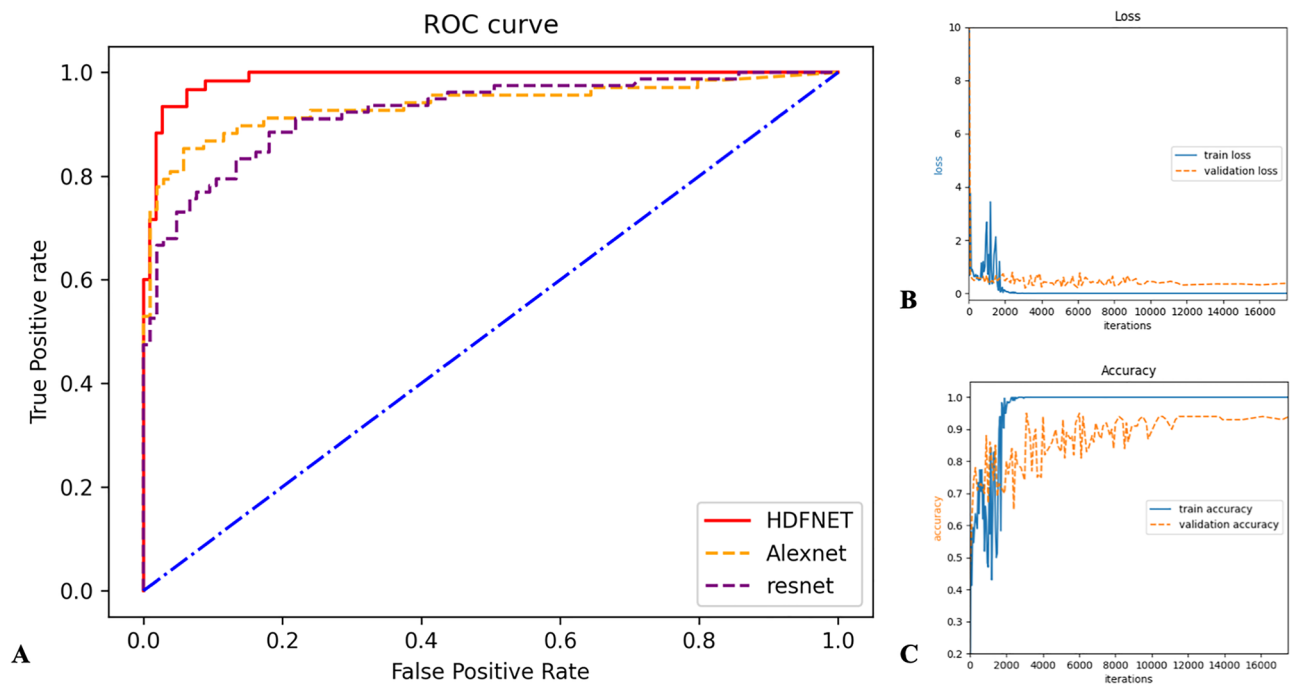 ROC curve
True Positive rate
1.0
0.8
0.6
0.4
0.2
0.0
0.0 0.2 0.4 0.6 0.8 1.0
False Positive Rate
HDFNET
Alexnet
resnet
A
Loss
loss
10
8
6
4
2
0
0 2000 4000 6000 8000 10000 12000 14000 16000
iterations
train loss
validation loss
B
Accuracy
accuracy
1.0
0.9
0.8
0.7
0.6
0.5
0.4
0.3
0.2
0 2000 4000 6000 8000 10000 12000 14000 16000
iterations
train accuracy
validation accuracy
C